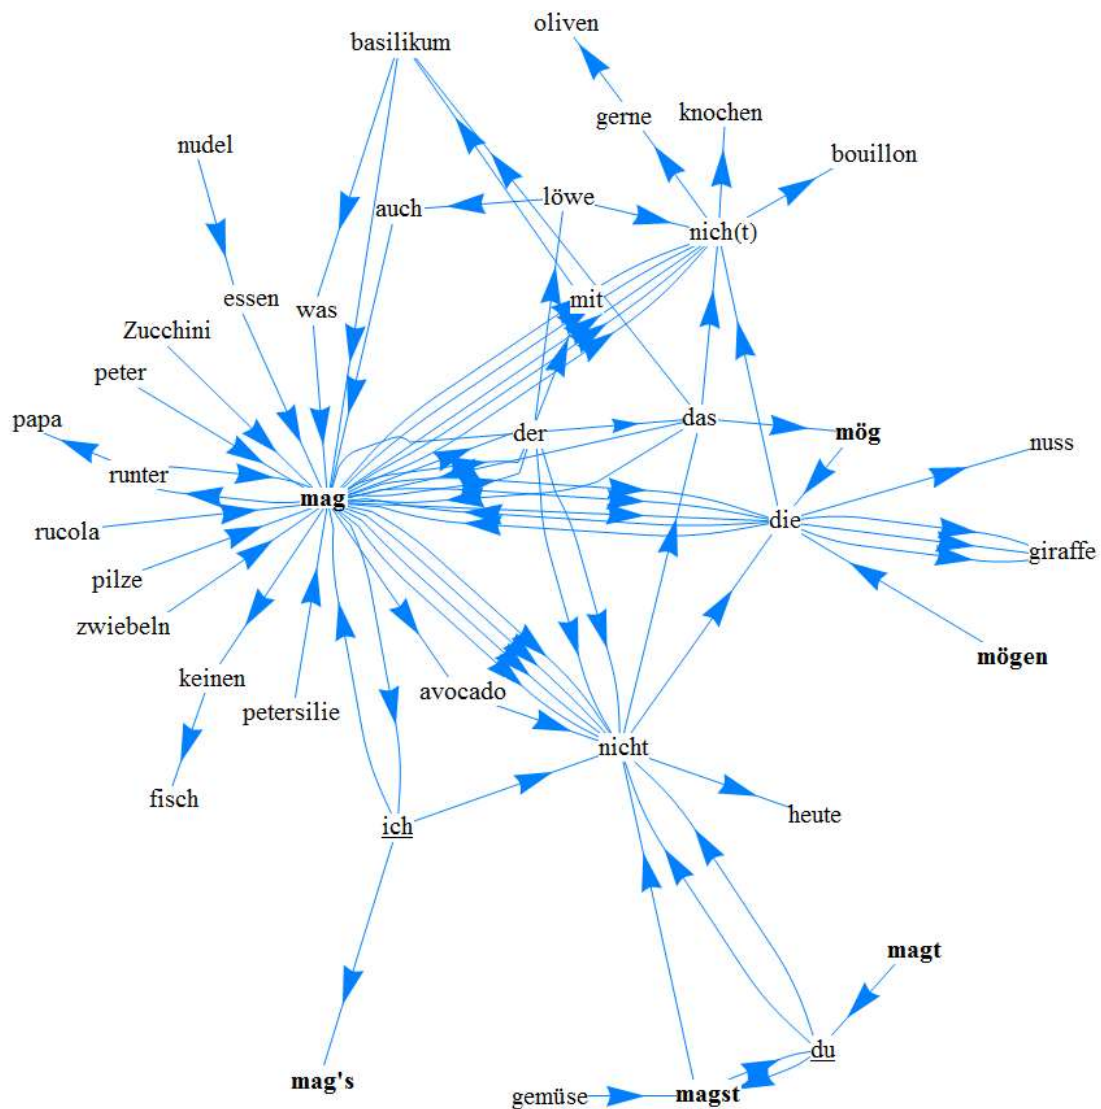 oliven
basilikum
gerne
knochen
nudel
bouillon
auch
löwe
nich(t)
essen
was
mit
Zucchini
peter
papa
der
das
mög
nuss
runter
mag
rucola
die
giraffe
pilze
zwiebeln
mögen
keinen
petersilie
avocado
nicht
fisch
heute
ich
magt
du
mag's
gemüse
magst